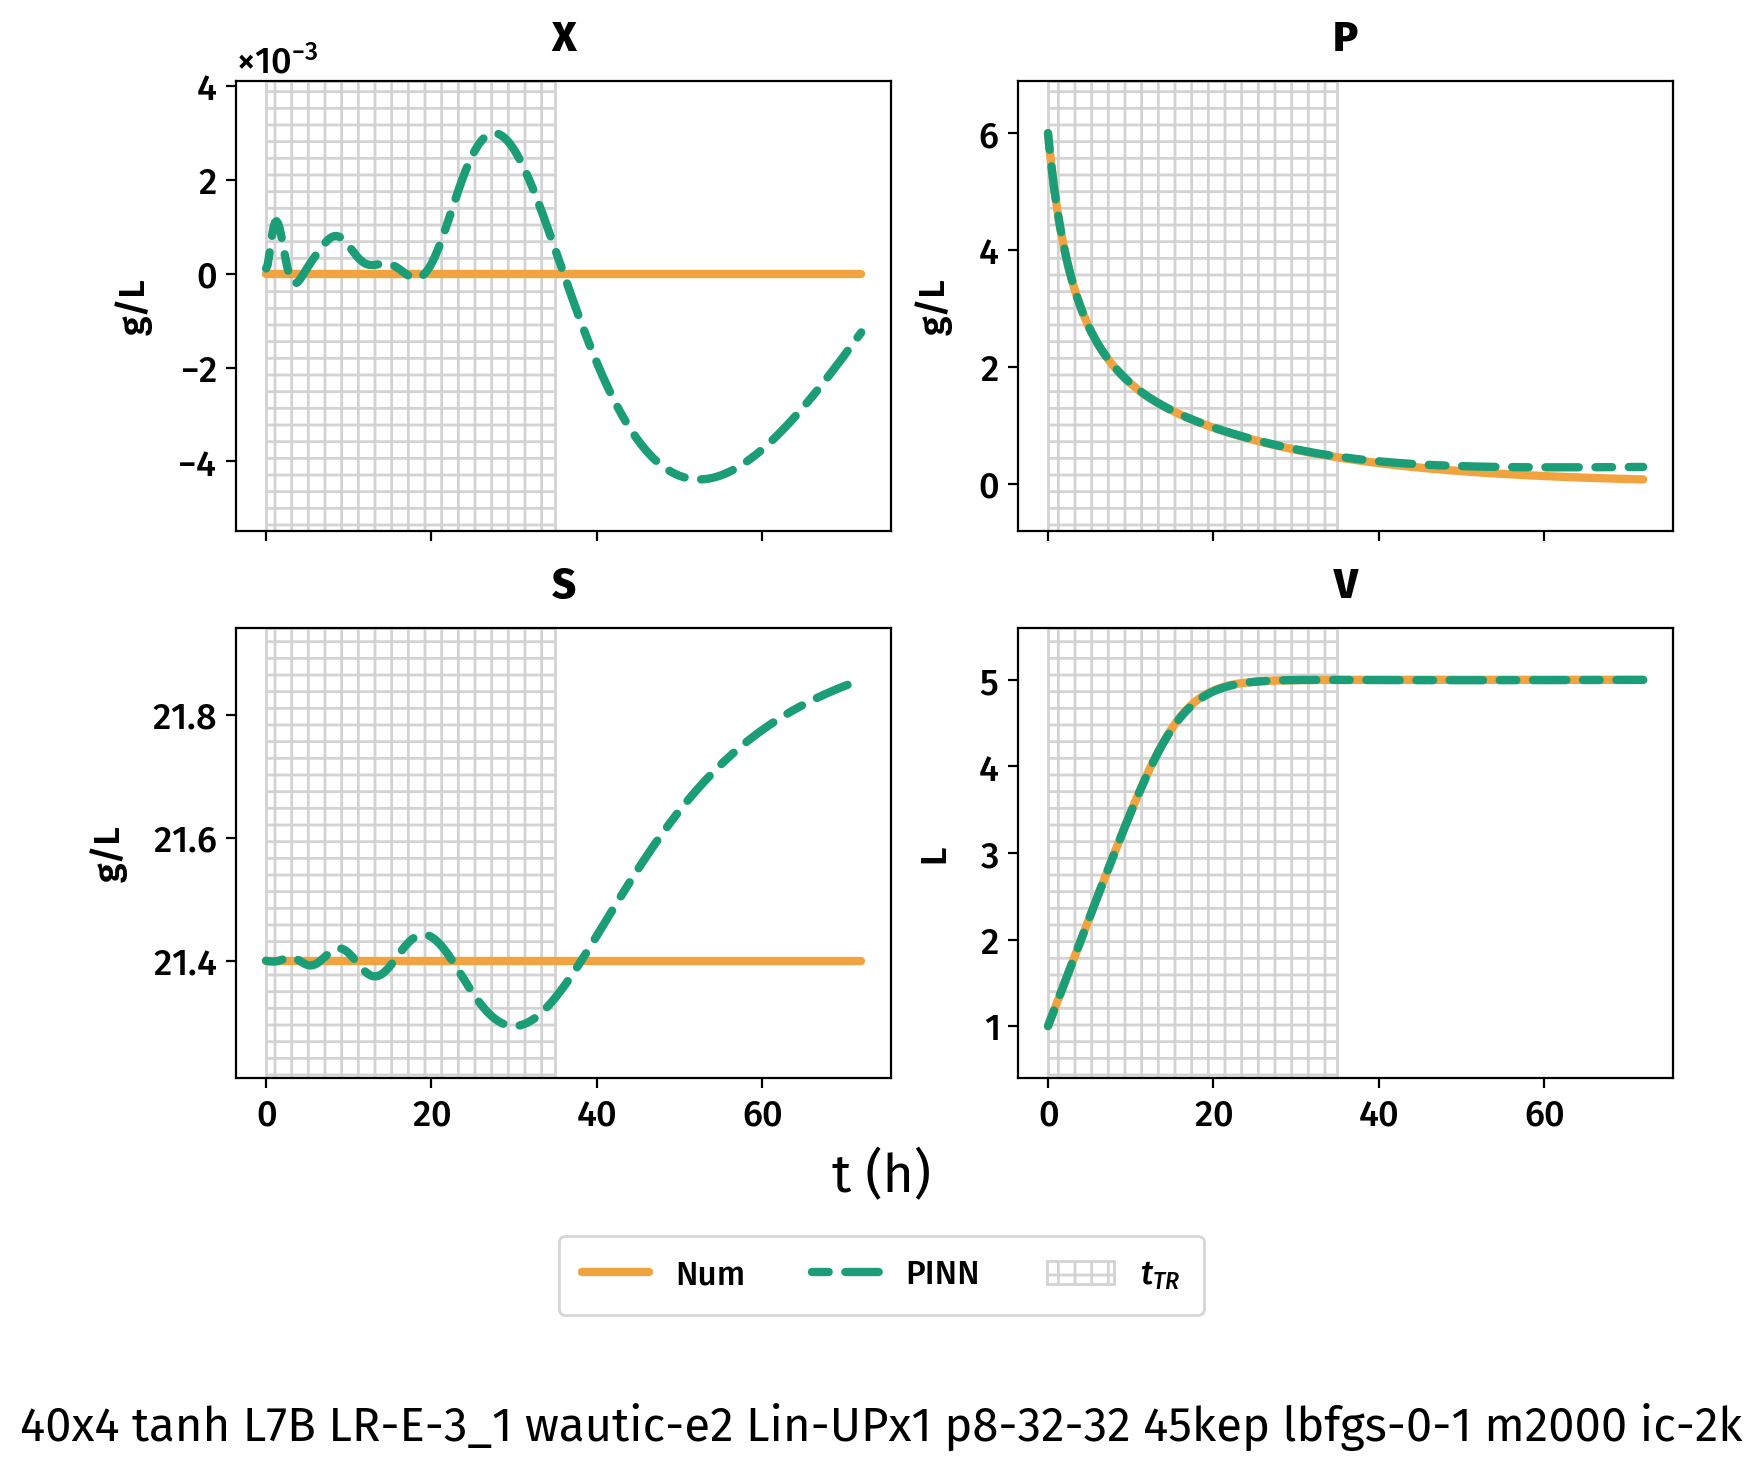 X
P
×10⁻³
4
2
0
−2
−4
g/L
6
4
2
0
g/L
S
V
21.8
21.6
21.4
g/L
0 20 40 60
5
4
3
2
1
L
0 20 40 60
t (h)
Num PINN t_TR
40x4 tanh L7B LR-E-3_1 wautic-e2 Lin-UPx1 p8-32-32 45kep lbfgs-0-1 m2000 ic-2k